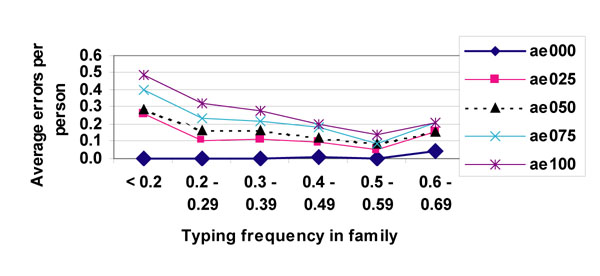 Average errors per
person
0.6
0.5
0.4
0.3
0.2
0.1
0.0
< 0.2
0.2 -
0.29
0.3 -
0.39
0.4 -
0.49
0.5 -
0.59
0.6 -
0.69
Typing frequency in family
ae000
ae025
ae050
ae075
ae100